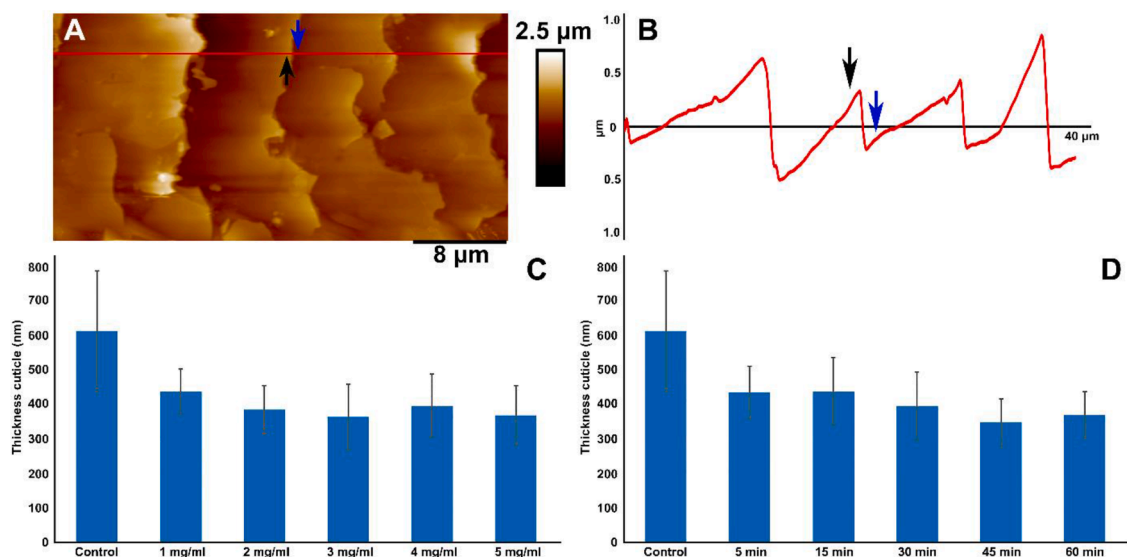 A
2.5 µm
8 µm
B
1.0
0.5
µm
0
40 µm
0.5
1.0
C
Thickness cuticle (nm)
800
700
600
500
400
300
200
100
0
Control 1 mg/ml 2 mg/ml 3 mg/ml 4 mg/ml 5 mg/ml
D
Thickness cuticle (nm)
800
700
600
500
400
300
200
100
0
Control 5 min 15 min 30 min 45 min 60 min